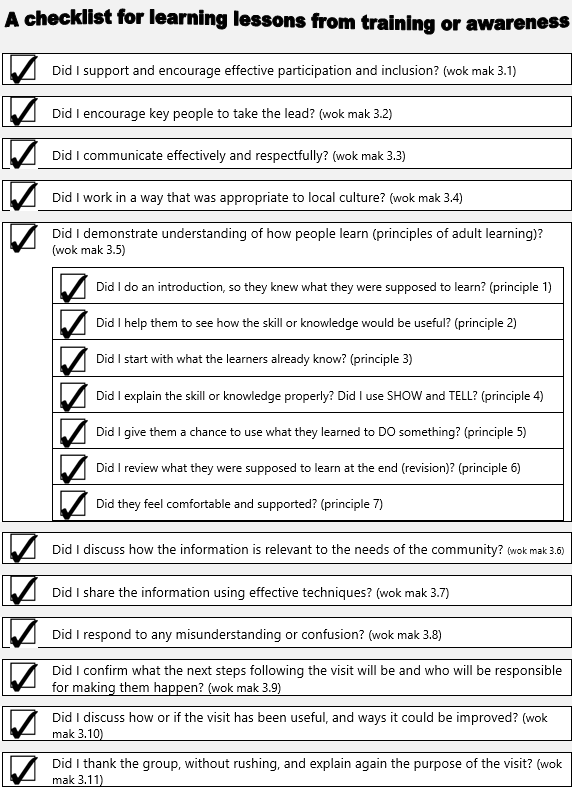 A checklist for learning lessons from training or awareness
Did I support and encourage effective participation and inclusion? (wok mak 3.1)
Did I encourage key people to take the lead? (wok mak 3.2)
Did I communicate effectively and respectfully? (wok mak 3.3)
Did I work in a way that was appropriate to local culture? (wok mak 3.4)
Did I demonstrate understanding of how people learn (principles of adult learning)?
(wok mak 3.5)
Did I do an introduction, so they knew what they were supposed to learn? (principle 1)
Did I help them to see how the skill or knowledge would be useful? (principle 2)
Did I start with what the learners already know? (principle 3)
Did I explain the skill or knowledge properly? Did I use SHOW and TELL? (principle 4)
Did I give them a chance to use what they learned to DO something? (principle 5)
Did I review what they were supposed to learn at the end (revision)? (principle 6)
Did they feel comfortable and supported? (principle 7)
Did I discuss how the information is relevant to the needs of the community? (wok mak 3.6)
Did I share the information using effective techniques? (wok mak 3.7)
Did I respond to any misunderstanding or confusion? (wok mak 3.8)
Did I confirm what the next steps following the visit will be and who will be responsible
for making them happen? (wok mak 3.9)
Did I discuss how or if the visit has been useful, and ways it could be improved? (wok
mak 3.10)
Did I thank the group, without rushing, and explain again the purpose of the visit? (wok
mak 3.11)